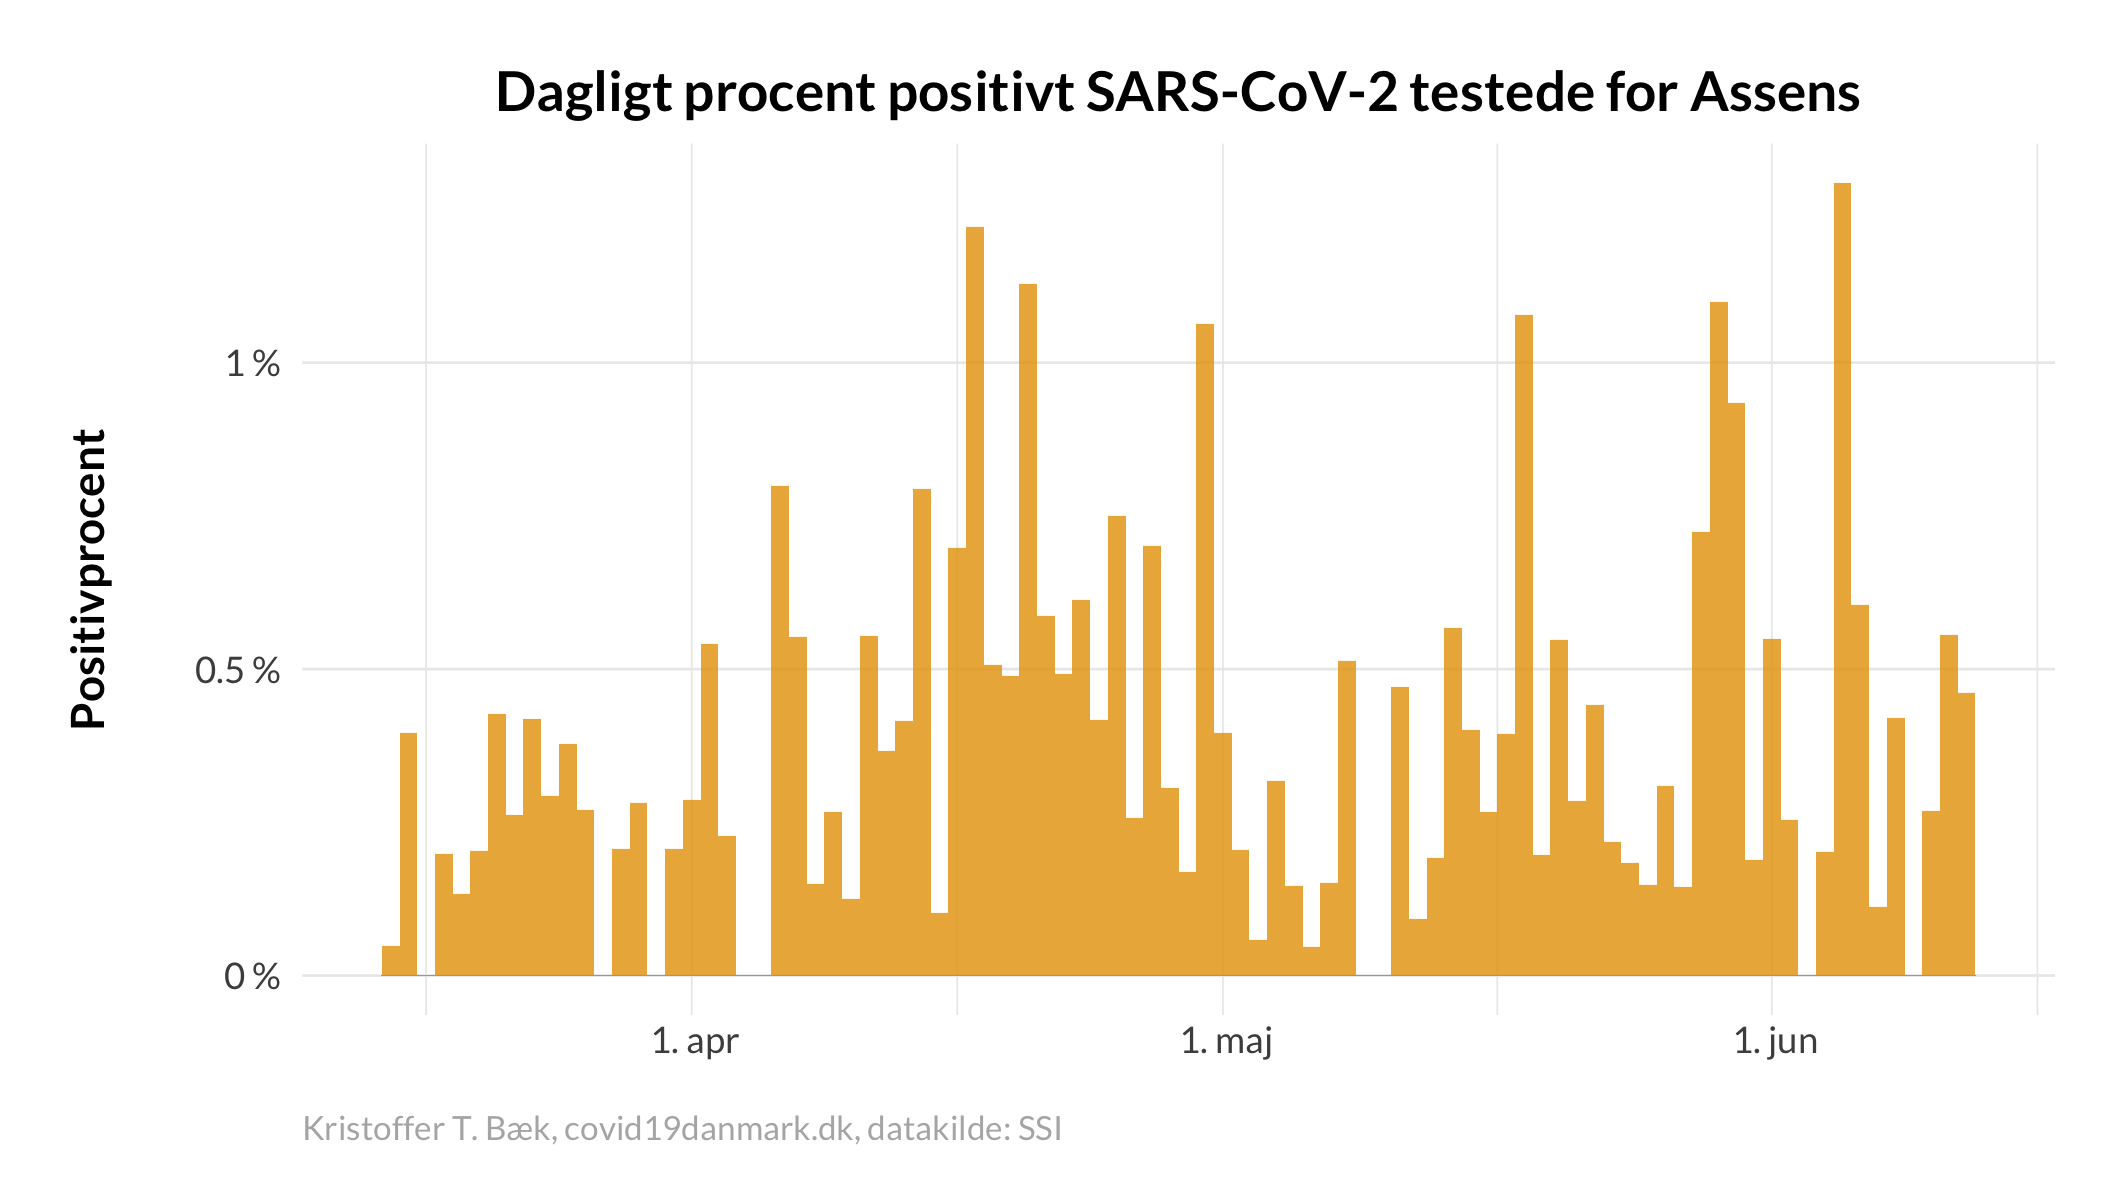 Dagligt procent positivt SARS-CoV-2 testede for Assens
Positivprocent
1 %
0.5 %
0 %
1. apr
1. maj
1. jun
Kristoffer T. Bæk, covid19danmark.dk, datakilde: SSI